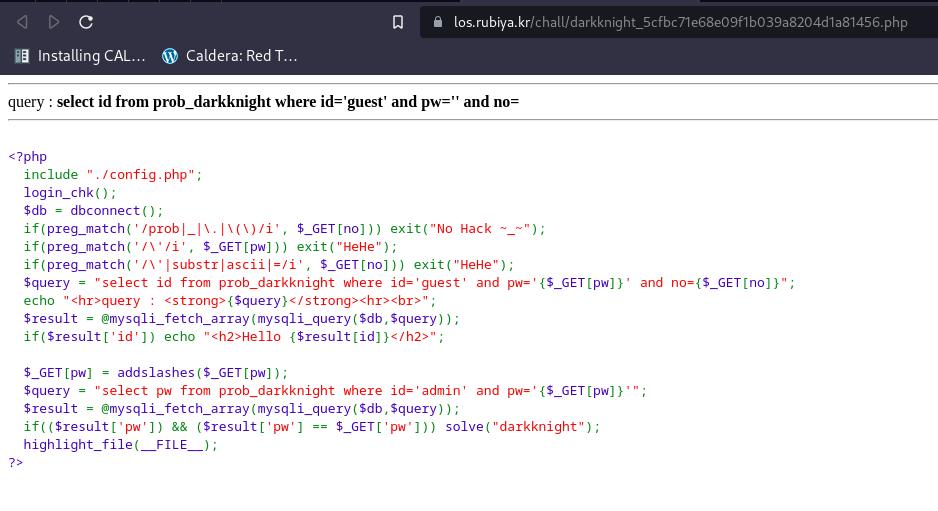 los.rubiya.kr/chall/darkknight_5cfbc71e68e09f1b039a8204d1a81456.php
Installing CAL... Caldera: Red T...
query : select id from prob_darkknight where id='guest' and pw='' and no=
<?php
  include "./config.php";
  login_chk();
  $db = dbconnect();
  if(preg_match('/prob|_|\.|\(\)/i', $_GET[no])) exit("No Hack ~_~");
  if(preg_match('/\'/i', $_GET[pw])) exit("HeHe");
  if(preg_match('/\'|substr|ascii|=/i', $_GET[no])) exit("HeHe");
  $query = "select id from prob_darkknight where id='guest' and pw='{$_GET[pw]}' and no={$_GET[no]}";
  echo "<hr>query : <strong>{$query}</strong><hr><br>";
  $result = @mysqli_fetch_array(mysqli_query($db,$query));
  if($result['id']) echo "<h2>Hello {$result[id]}</h2>";
  $_GET[pw] = addslashes($_GET[pw]);
  $query = "select pw from prob_darkknight where id='admin' and pw='{$_GET[pw]}'";
  $result = @mysqli_fetch_array(mysqli_query($db,$query));
  if(($result['pw']) && ($result['pw'] == $_GET['pw'])) solve("darkknight");
  highlight_file(__FILE__);
?>